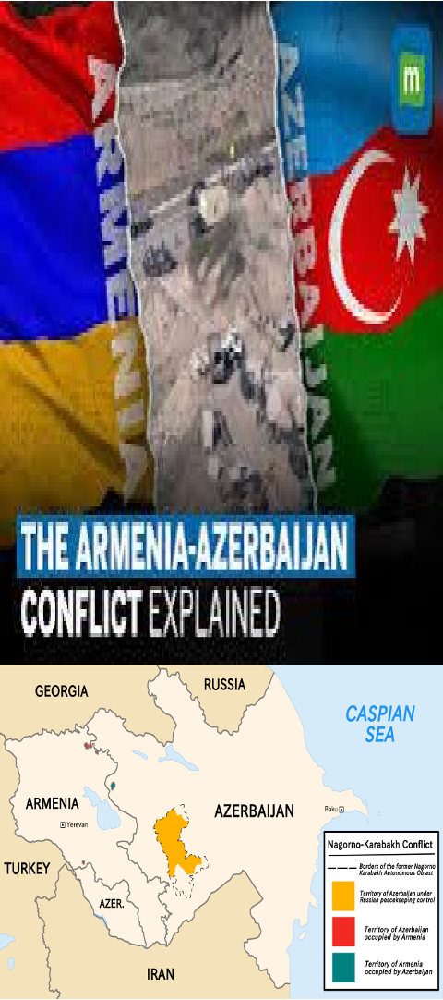 m
ARMENIA
AZERBAIJAN
THE ARMENIA-AZERBAIJAN
CONFLICT EXPLAINED
GEORGIA
RUSSIA
CASPIAN
SEA
ARMENIA
Yerevan
AZERBAIJAN
Baku
TURKEY
AZER.
IRAN
Nagorno-Karabakh Conflict
Borders of the former Nagorno
Karabakh Autonomous Oblast
Territory of Azerbaijan under
Russian peacekeeping control
Territory of Azerbaijan
occupied by Armenia
Territory of Armenia
occupied by Azerbaijan